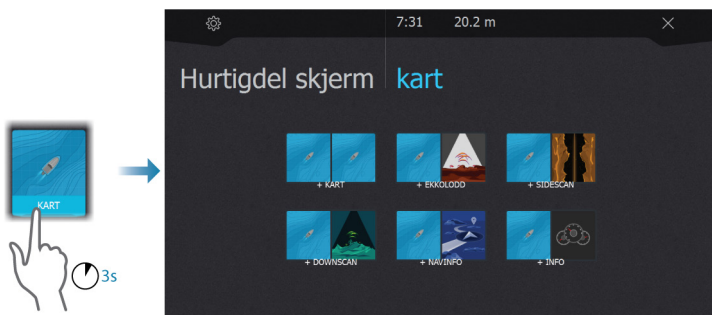 7:31 20.2 m
Hurtigdel skjerm kart
+ KART + EKKOLODD + SIDESCAN
KART
+ DOWNSCAN + NAVINFO + INFO
3s